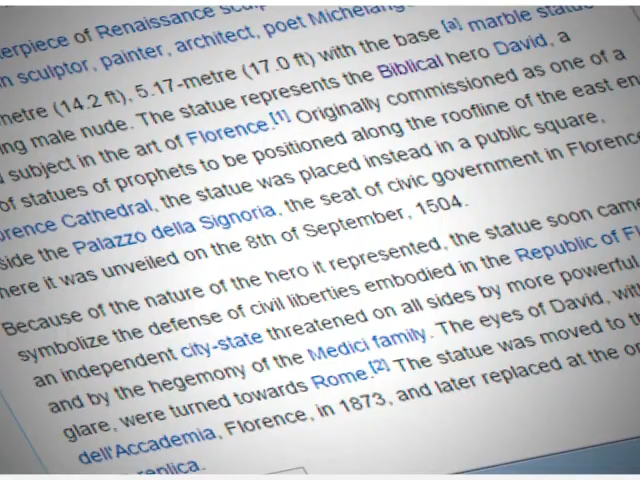 erpiece of Renaissance
sculptor, painter, architect, poet Michelang
metre (14.2 ft), 5.17-metre (17.0 ft) with the base [a] marble statue
ing male nude. The statue represents the Biblical hero David, a
subject in the art of Florence.[1] Originally commissioned as one of a
of statues of prophets to be positioned along the roofline of the east en
orence Cathedral, the statue was placed instead in a public square,
side the Palazzo della Signoria, the seat of civic government in Florence
here it was unveiled on the 8th of September, 1504.
Because of the nature of the hero it represented, the statue soon came
symbolize the defense of civil liberties embodied in the Republic of Fl
an independent city-state threatened on all sides by more powerful
and by the hegemony of the Medici family. The eyes of David, with
glare, were turned towards Rome.[2] The statue was moved to th
dell'Accademia, Florence, in 1873, and later replaced at the or
replica.